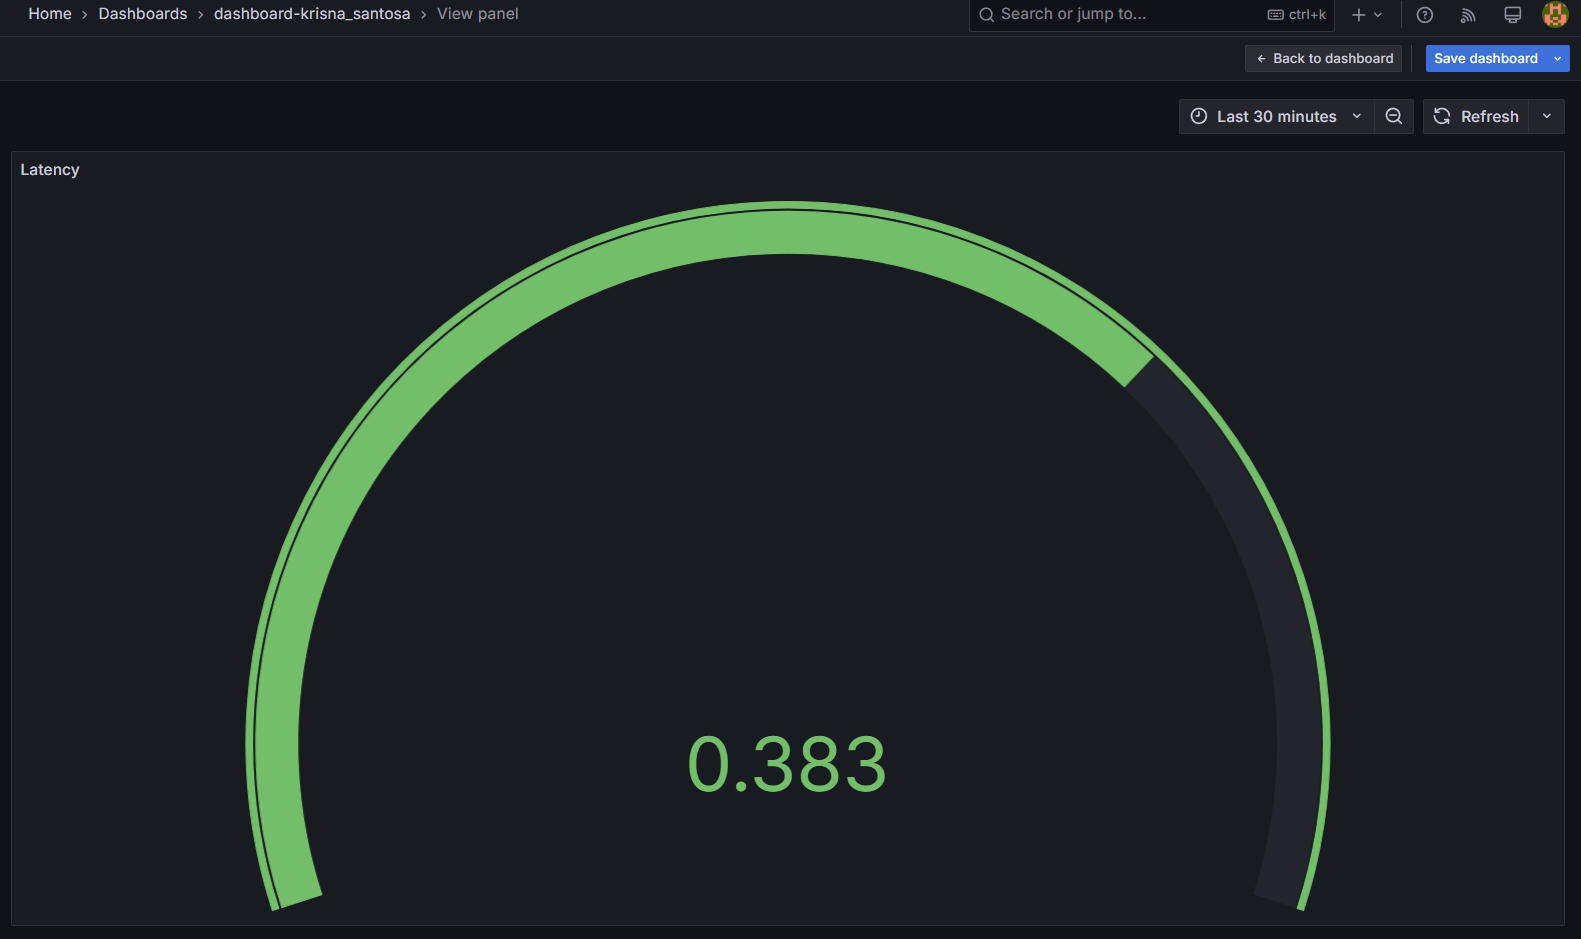 Home › Dashboards › dashboard-krisna_santosa › View panel
Search or jump to... ctrl+k
← Back to dashboard
Save dashboard
Last 30 minutes
Refresh
Latency
0.383